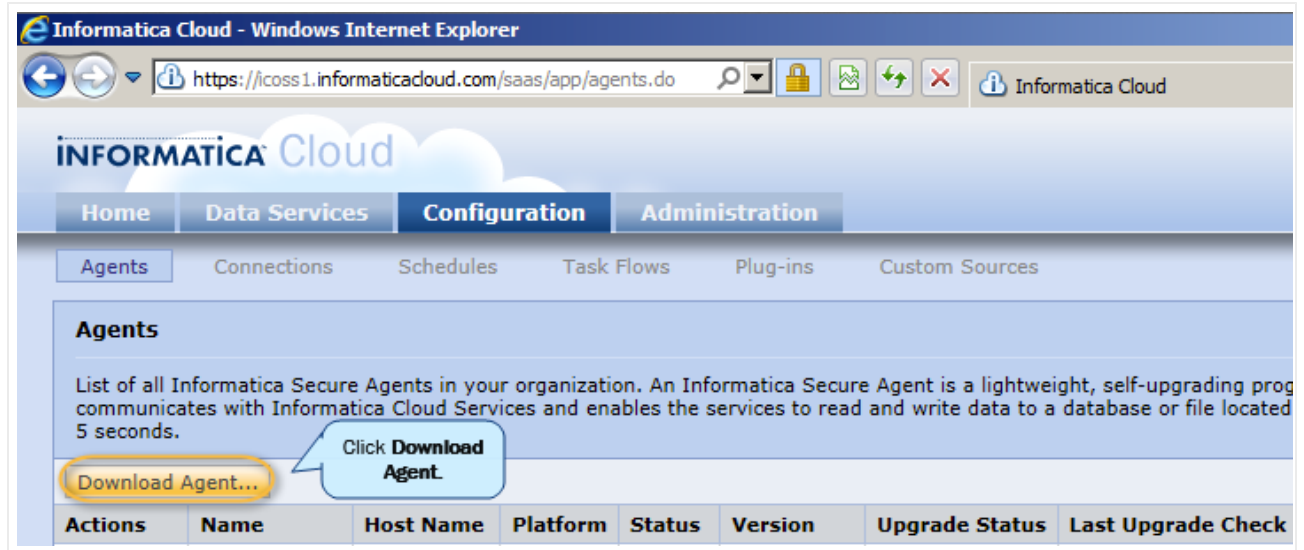 Informatica Cloud - Windows Internet Explorer
https://icoss1.informaticacloud.com/saas/app/agents.do
Informatica Cloud
INFORMATICA Cloud
Home Data Services Configuration Administration
Agents Connections Schedules Task Flows Plug-ins Custom Sources
Agents
List of all Informatica Secure Agents in your organization. An Informatica Secure Agent is a lightweight, self-upgrading prog
communicates with Informatica Cloud Services and enables the services to read and write data to a database or file located
5 seconds.
Click Download
Agent.
Download Agent...
Actions Name Host Name Platform Status Version Upgrade Status Last Upgrade Check